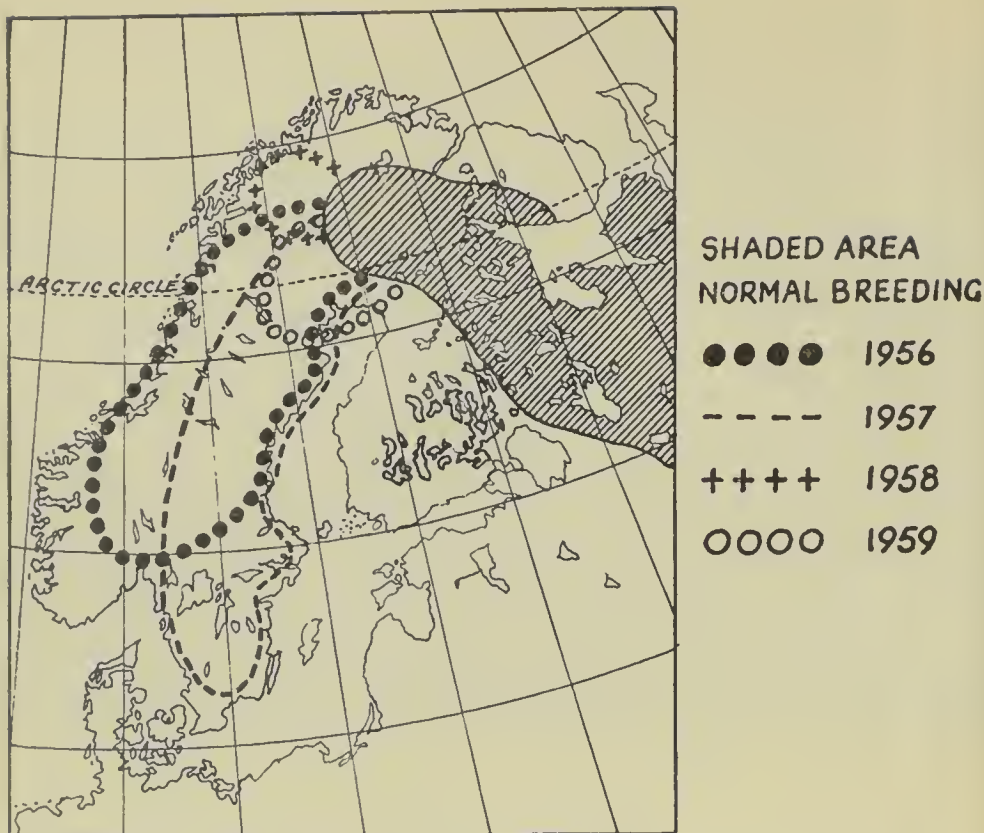 ARCTIC CIRCLE
SHADED AREA
NORMAL BREEDING
1956
1957
1958
1959